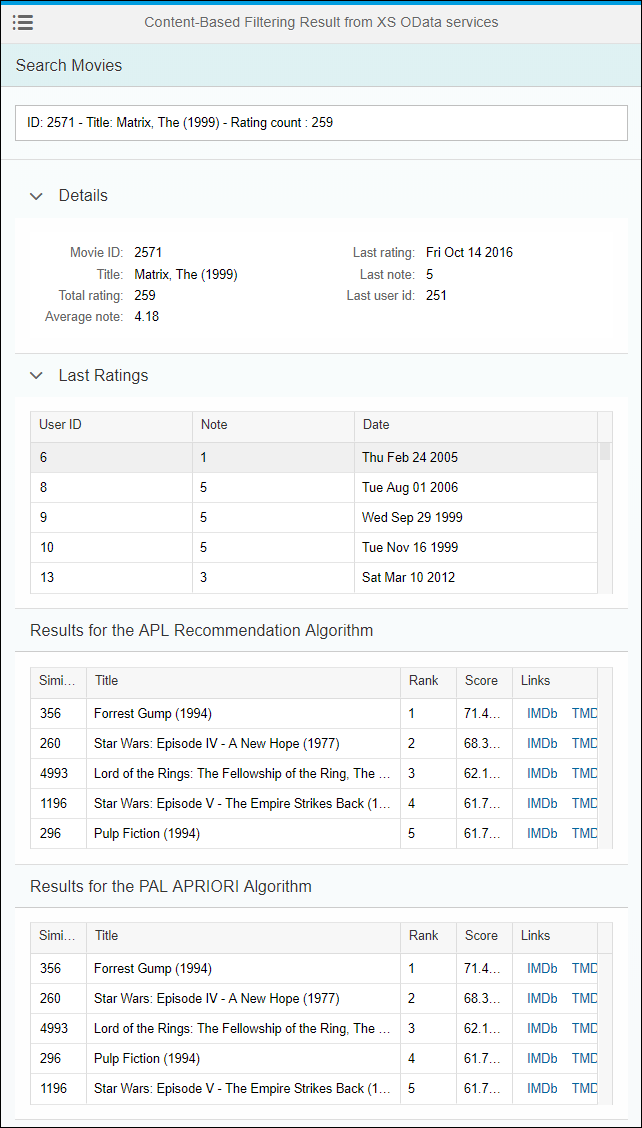 Content-Based Filtering Result from XS OData services
Search Movies
ID: 2571 - Title: Matrix, The (1999) - Rating count : 259
Details
Movie ID: 2571 Last rating: Fri Oct 14 2016
Title: Matrix, The (1999) Last note: 5
Total rating: 259 Last user id: 251
Average note: 4.18
Last Ratings
User ID Note Date
6 1 Thu Feb 24 2005
8 5 Tue Aug 01 2006
9 5 Wed Sep 29 1999
10 5 Tue Nov 16 1999
13 3 Sat Mar 10 2012
Results for the APL Recommendation Algorithm
Simi... Title Rank Score Links
356 Forrest Gump (1994) 1 71.4... IMDb TMD
260 Star Wars: Episode IV - A New Hope (1977) 2 68.3... IMDb TMD
4993 Lord of the Rings: The Fellowship of the Ring, The ... 3 62.1... IMDb TMD
1196 Star Wars: Episode V - The Empire Strikes Back (1... 4 61.7... IMDb TMD
296 Pulp Fiction (1994) 5 61.7... IMDb TMD
Results for the PAL APRIORI Algorithm
Simi... Title Rank Score Links
356 Forrest Gump (1994) 1 71.4... IMDb TMD
260 Star Wars: Episode IV - A New Hope (1977) 2 68.3... IMDb TMD
4993 Lord of the Rings: The Fellowship of the Ring, The ... 3 62.1... IMDb TMD
296 Pulp Fiction (1994) 4 61.7... IMDb TMD
1196 Star Wars: Episode V - The Empire Strikes Back (1... 5 61.7... IMDb TMD